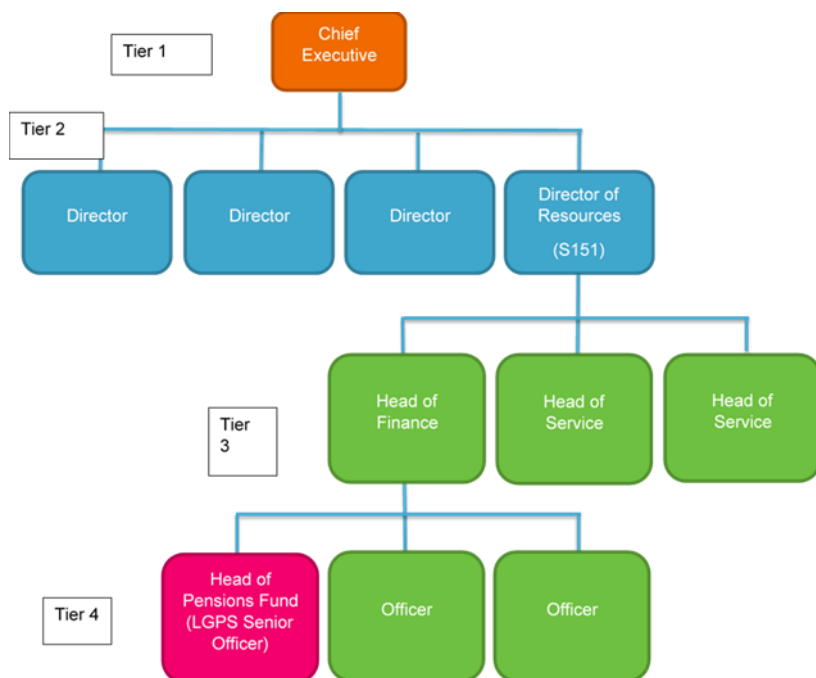 Tier 1
Chief
Executive
Tier 2
Director
Director
Director
Director of
Resources
(S151)
Tier
3
Head of
Finance
Head of
Service
Head of
Service
Tier 4
Head of
Pensions Fund
(LGPS Senior
Officer)
Officer
Officer